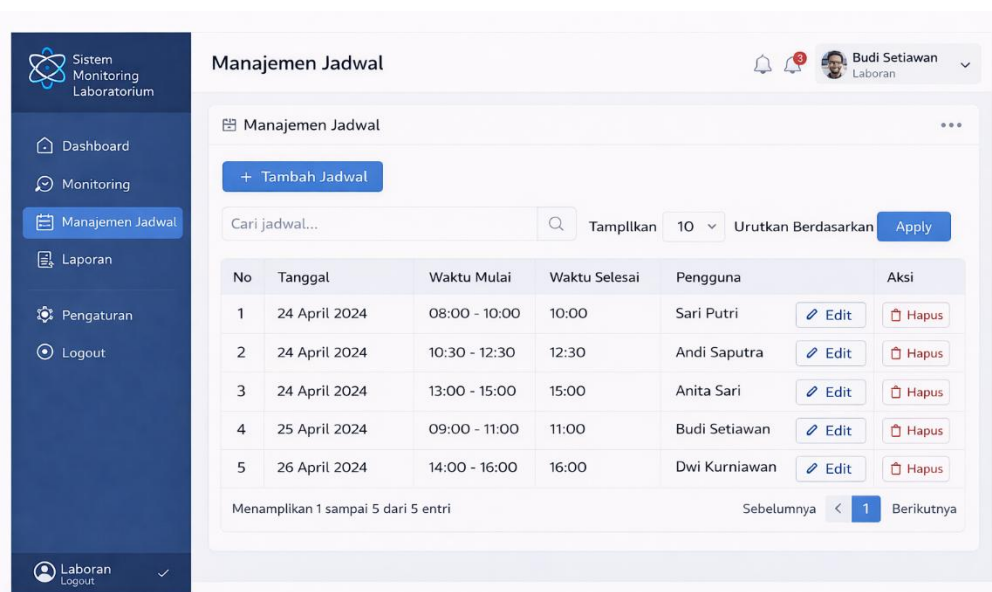 Sistem
Monitoring
Laboratorium
Manajemen Jadwal
3
Budi Setiawan
Laboran
Dashboard
Monitoring
Manajemen Jadwal
Laporan
Pengaturan
Logout
Laboran
Logout
Manajemen Jadwal
+ Tambah Jadwal
Cari jadwal...
Tampllkan 10 Urutkan Berdasarkan Apply
No Tanggal Waktu Mulai Waktu Selesai Pengguna Aksi
1 24 April 2024 08:00 - 10:00 10:00 Sari Putri Edit Hapus
2 24 April 2024 10:30 - 12:30 12:30 Andi Saputra Edit Hapus
3 24 April 2024 13:00 - 15:00 15:00 Anita Sari Edit Hapus
4 25 April 2024 09:00 - 11:00 11:00 Budi Setiawan Edit Hapus
5 26 April 2024 14:00 - 16:00 16:00 Dwi Kurniawan Edit Hapus
Menamplikan 1 sampai 5 dari 5 entri
Sebelumnya < 1 Berikutnya